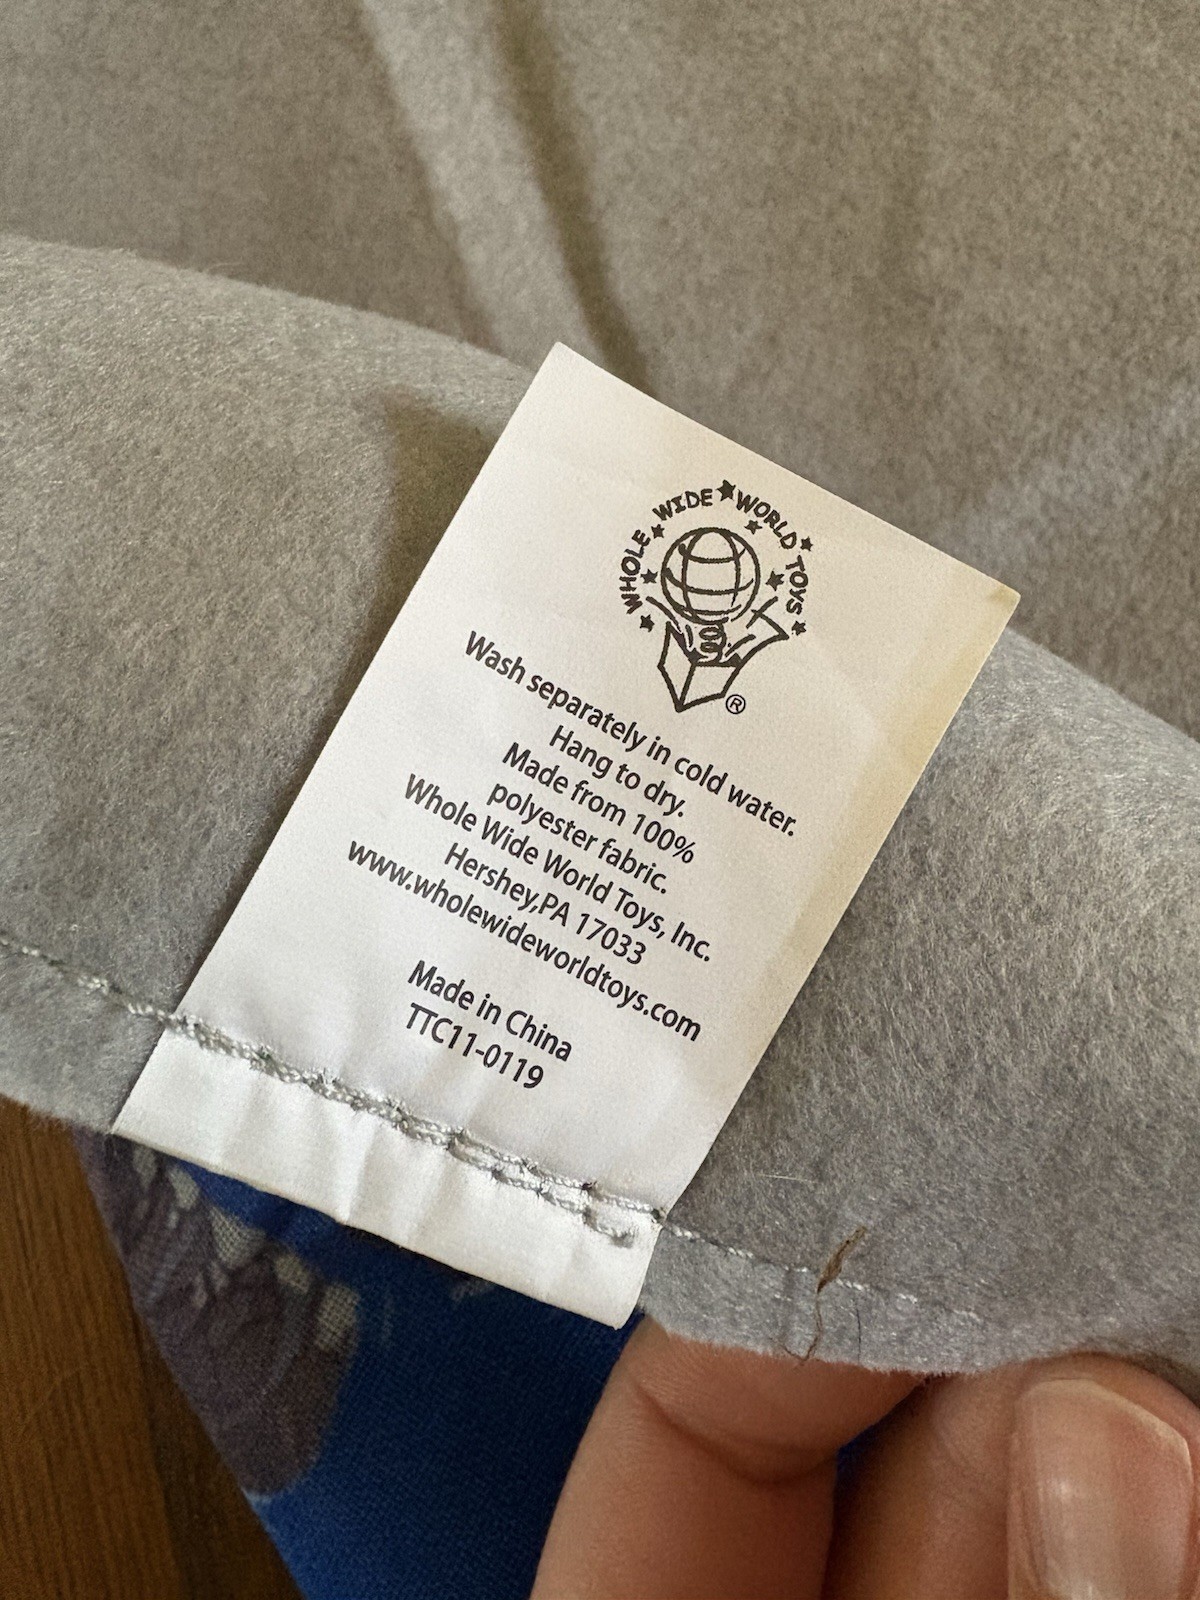 WHOLE WIDE WORLD TOYS
®
Wash separately in cold water.
Hang to dry.
Made from 100%
polyester fabric.
Whole Wide World Toys, Inc.
Hershey,PA 17033
www.wholewideworldtoys.com
Made in China
TTC11-0119